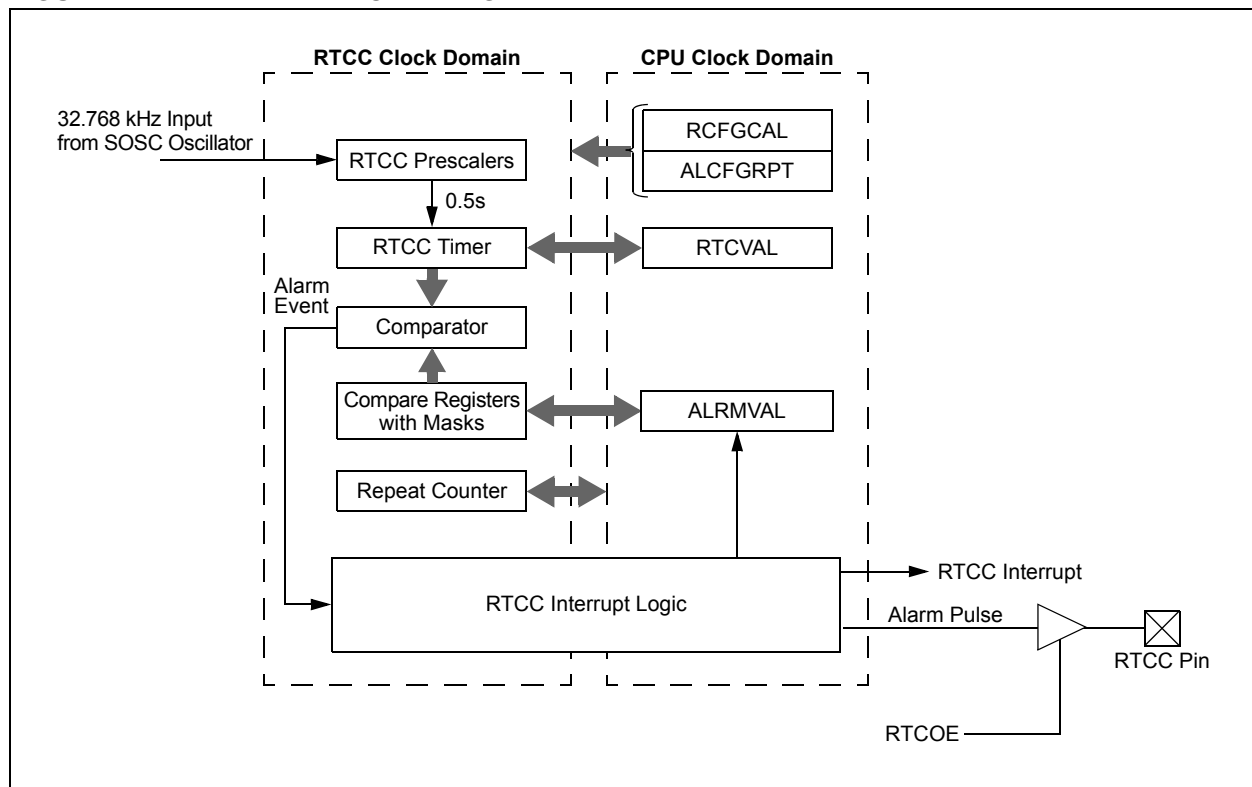 RTCC Clock Domain
CPU Clock Domain
32.768 kHz Input
from SOSC Oscillator
RTCC Prescalers
0.5s
RTCC Timer
Alarm
Event
Comparator
Compare Registers
with Masks
Repeat Counter
RCFGCAL
ALCFGRPT
RTCVAL
ALRMVAL
RTCC Interrupt Logic
RTCC Interrupt
Alarm Pulse
RTCC Pin
RTCOE